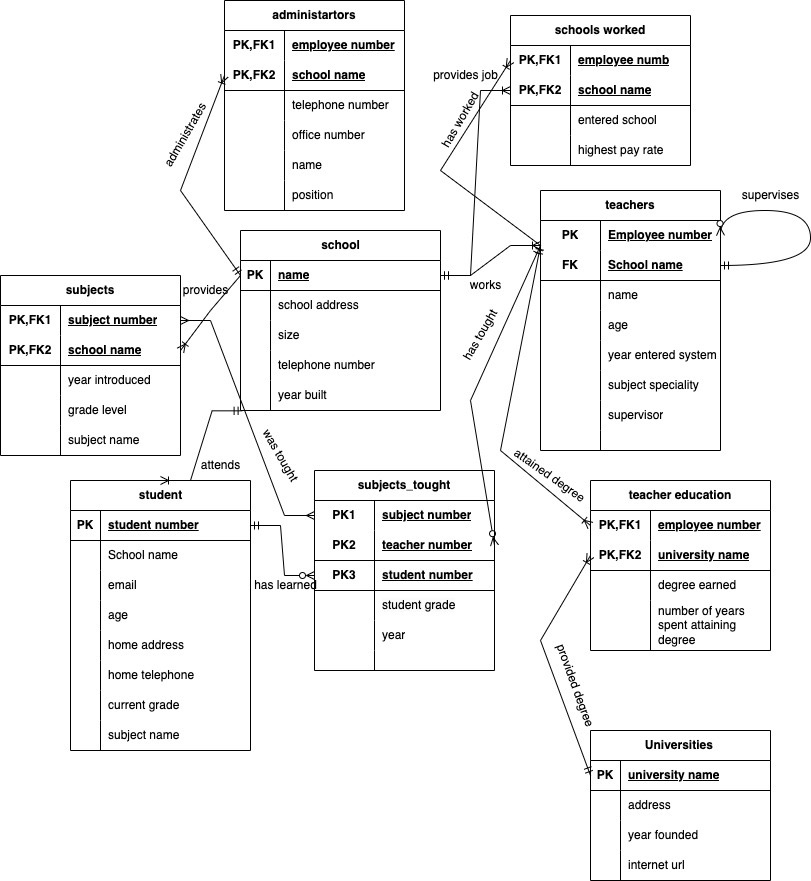 administartors
PK,FK1 employee number
PK,FK2 school name
telephone number
office number
name
position
schools worked
PK,FK1 employee numb
PK,FK2 school name
entered school
highest pay rate
provides job
has worked
administrates
teachers
PK Employee number
FK School name
name
age
year entered system
subject speciality
supervisor
supervises
school
PK name
school address
size
telephone number
year built
works
provides
subjects
PK,FK1 subject number
PK,FK2 school name
year introduced
grade level
subject name
has tought
was tought
attends
attained degree
student
PK student number
School name
email
age
home address
home telephone
current grade
subject name
has learned
subjects_tought
PK1 subject number
PK2 teacher number
PK3 student number
student grade
year
teacher education
PK,FK1 employee number
PK,FK2 university name
degree earned
number of years
spent attaining
degree
provided degree
Universities
PK university name
address
year founded
internet url